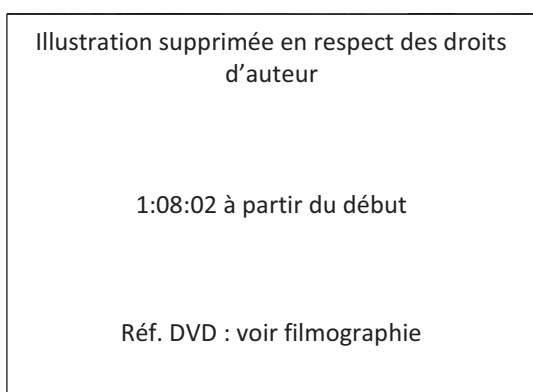 Illustration supprimée en respect des droits
d’auteur
1:08:02 à partir du début
Réf. DVD : voir filmographie